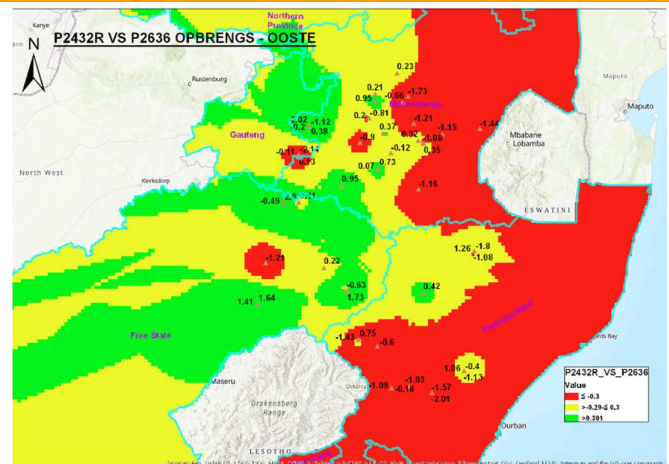 Kanye
Northern
Province
N
P2432R VS P2636 OPBRENGS - OOSTE
Rustenburg
Maputo
Maputo
0.23
0.21
-1.73
0.95
0.2
-0.81
-1.21
-1.15
-1.44
0.37
0.32
-1.08
0.35
-1.12
-0.2
0.38
Gauteng
-0.9
-0.12
Mbabane
Lobamba
0.07
0.73
North West
Klerksdorp
0.95
-1.16
-0.49
ESWATINI
1.26
-1.8
-1.08
-1.21
0.22
-0.63
1.73
0.42
1.41
1.64
Free State
0.75
-0.6
Maseru
1.06
-0.4
-1.13
-1.03
-1.09
-0.18
-1.57
-2.01
Drakensberg
Range
LESOTHO
Durban
P2432R_VS_P2636
Value
≤ -0.3
>-0.29-≤ 0.3
>0.301